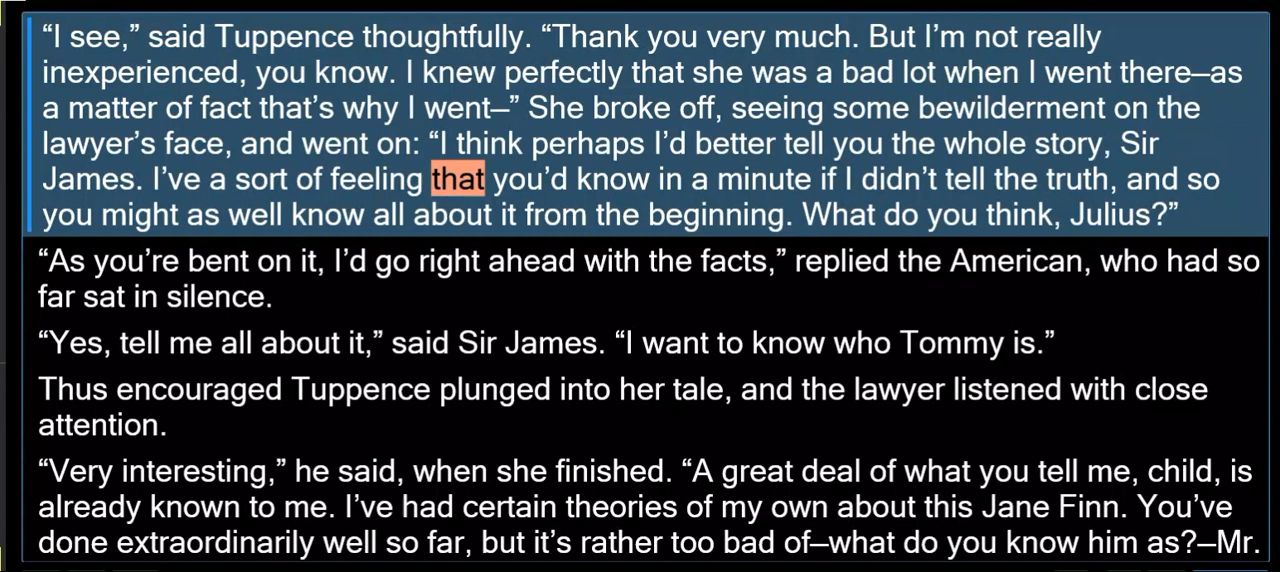 “I see,” said Tuppence thoughtfully. “Thank you very much. But I’m not really
inexperienced, you know. I knew perfectly that she was a bad lot when I went there—as
a matter of fact that’s why I went—” She broke off, seeing some bewilderment on the
lawyer’s face, and went on: “I think perhaps I’d better tell you the whole story, Sir
James. I’ve a sort of feeling that you’d know in a minute if I didn’t tell the truth, and so
you might as well know all about it from the beginning. What do you think, Julius?”
“As you’re bent on it, I’d go right ahead with the facts,” replied the American, who had so
far sat in silence.
“Yes, tell me all about it,” said Sir James. “I want to know who Tommy is.”
Thus encouraged Tuppence plunged into her tale, and the lawyer listened with close
attention.
“Very interesting,” he said, when she finished. “A great deal of what you tell me, child, is
already known to me. I’ve had certain theories of my own about this Jane Finn. You’ve
done extraordinarily well so far, but it’s rather too bad of—what do you know him as?—Mr.